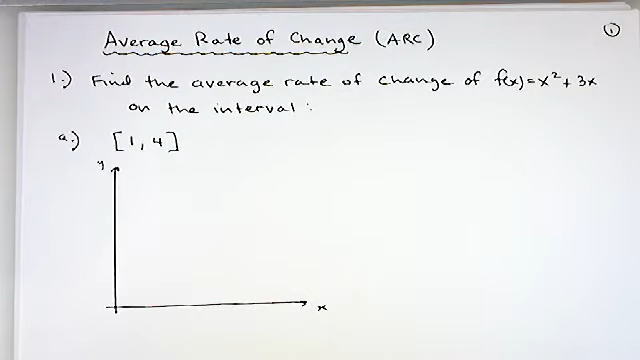 ①
Average Rate of Change (ARC)
1.) Find the average rate of change of f(x)=x²+3x
on the interval:
a.) [1, 4]
y
x